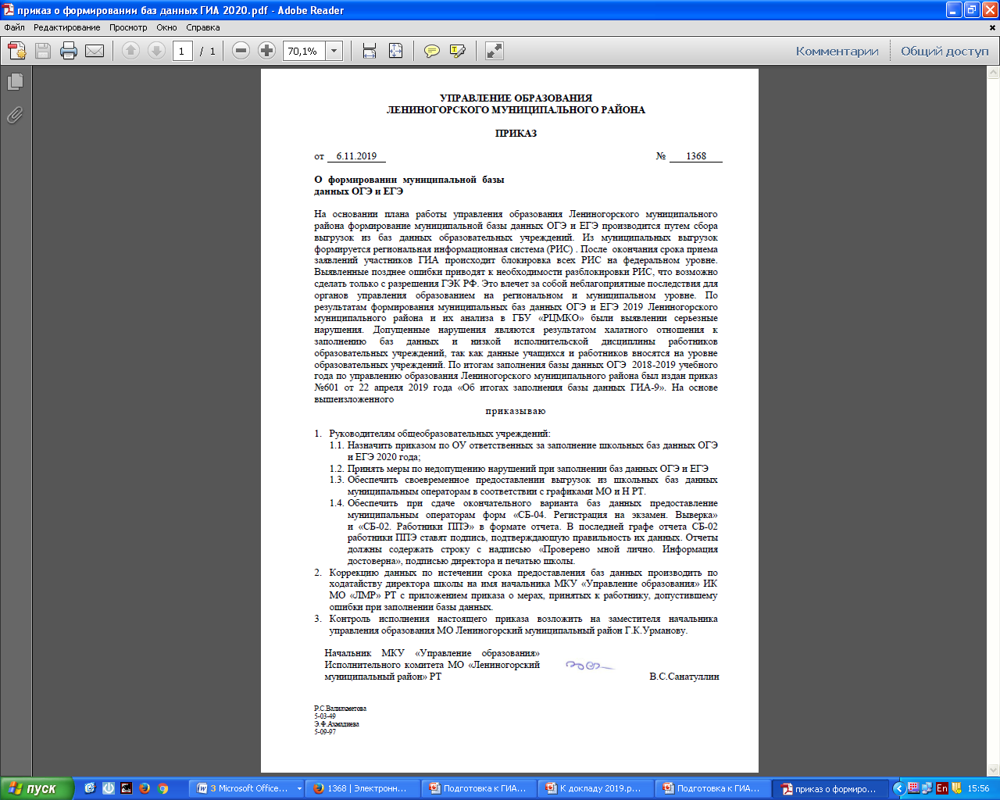 приказ о формировании баз данных ГИА 2020.pdf - Adobe Reader
Файл Редактирование Просмотр Окно Справка
1 / 1 70,1% Комментарии Общий доступ
УПРАВЛЕНИЕ ОБРАЗОВАНИЯ
ЛЕНИНОГОРСКОГО МУНИЦИПАЛЬНОГО РАЙОНА
ПРИКАЗ
от 6.11.2019 № 1368
О формировании муниципальной базы
данных ОГЭ и ЕГЭ
На основании плана работы управления образования Лениногорского муниципального
района формирование муниципальной базы данных ОГЭ и ЕГЭ производится путем сбора
выгрузок из баз данных образовательных учреждений. Из муниципальных выгрузок
формируется региональная информационная система (РИС) . После окончания срока приема
заявлений участников ГИА происходит блокировка всех РИС на федеральном уровне.
Выявленные позднее ошибки приводят к необходимости разблокировки РИС, что возможно
сделать только с разрешения ГЭК РФ. Это влечет за собой неблагоприятные последствия для
органов управления образованием на региональном и муниципальном уровне. По
результатам формирования муниципальных баз данных ОГЭ и ЕГЭ 2019 Лениногорского
муниципального района и их анализа в ГБУ «РЦМКО» были выявлении серьезные
нарушения. Допущенные нарушения являются результатом халатного отношения к
заполнению баз данных и низкой исполнительской дисциплины работников
образовательных учреждений, так как данные учащихся и работников вносятся на уровне
образовательных учреждений. По итогам заполнения базы данных ОГЭ 2018-2019 учебного
года по управлению образования Лениногорского муниципального района был издан приказ
№601 от 22 апреля 2019 года «Об итогах заполнения базы данных ГИА-9». На основе
вышеизложенного
приказываю
1. Руководителям общеобразовательных учреждений:
1.1. Назначить приказом по ОУ ответственных за заполнение школьных баз данных ОГЭ
и ЕГЭ 2020 года;
1.2. Принять меры по недопущению нарушений при заполнении баз данных ОГЭ и ЕГЭ
1.3. Обеспечить своевременное предоставлении выгрузок из школьных баз данных
муниципальным операторам в соответствии с графиками МО и Н РТ.
1.4. Обеспечить при сдаче окончательного варианта баз данных предоставление
муниципальным операторам форм «СБ-04. Регистрация на экзамен. Выверка»
и «СБ-02. Работники ППЭ» в формате отчета. В последней графе отчета СБ-02
работники ППЭ ставят подпись, подтверждающую правильность их данных. Отчеты
должны содержать строку с надписью «Проверено мной лично. Информация
достоверна», подписью директора и печатью школы.
2. Коррекцию данных по истечении срока предоставления баз данных производить по
ходатайству директора школы на имя начальника МКУ «Управление образования» ИК
МО «ЛМР» РТ с приложением приказа о мерах, принятых к работнику, допустившему
ошибки при заполнении базы данных.
3. Контроль исполнения настоящего приказа возложить на заместителя начальника
управления образования МО Лениногорский муниципальный район Г.К.Урманову.
Начальник МКУ «Управление образования»
Исполнительного комитета МО «Лениногорский
муниципальный район» РТ В.С.Санатуллин
Р.С.Валиахметова
5-03-49
Э.Ф.Ахмадиева
5-09-97
пуск 3 Microsoft Office... 1368 | Электронн... Подготовка к ГИА... К докладу 2019.p... Подготовка к ГИА... приказ о формиро... En 15:56